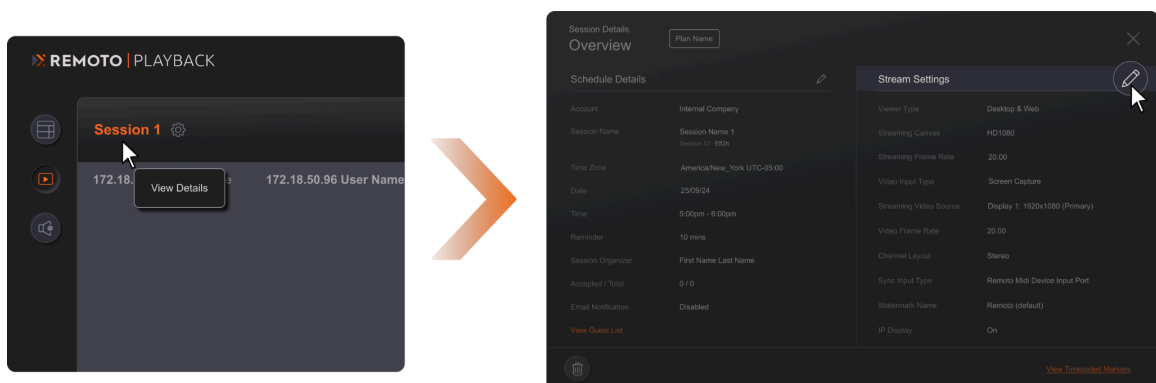 REMOTO | PLAYBACK
Session 1
172.18.
View Details
172.18.50.96 User Name
Session Details
Overview
Plan Name
Schedule Details
Account Internal Company
Session Name Session Name 1
Session ID: EfGh
Time Zone America/New_York UTC-05:00
Date 25/09/24
Time 5:00pm - 6:00pm
Reminder 10 mins
Session Organizer First Name Last Name
Accepted / Total 0 / 0
Email Notification Disabled
View Guest List
Stream Settings
Viewer Type Desktop & Web
Streaming Canvas HD1080
Streaming Frame Rate 20.00
Video Input Type Screen Capture
Streaming Video Source Display 1: 1920x1080 (Primary)
Video Frame Rate 20.00
Channel Layout Stereo
Sync Input Type Remoto Midi Device Input Port
Watermark Name Remoto (default)
IP Display On
View Timecoded Markers